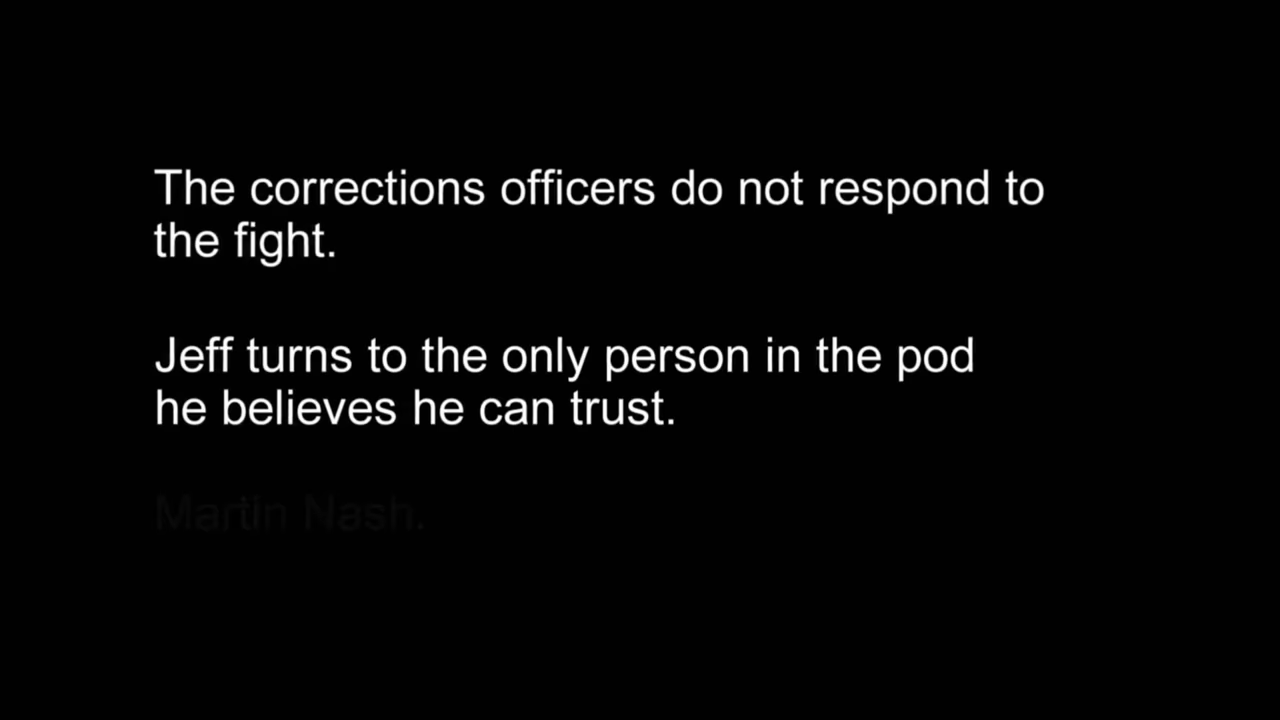 The corrections officers do not respond to
the fight.
Jeff turns to the only person in the pod
he believes he can trust.
Martin Nash.